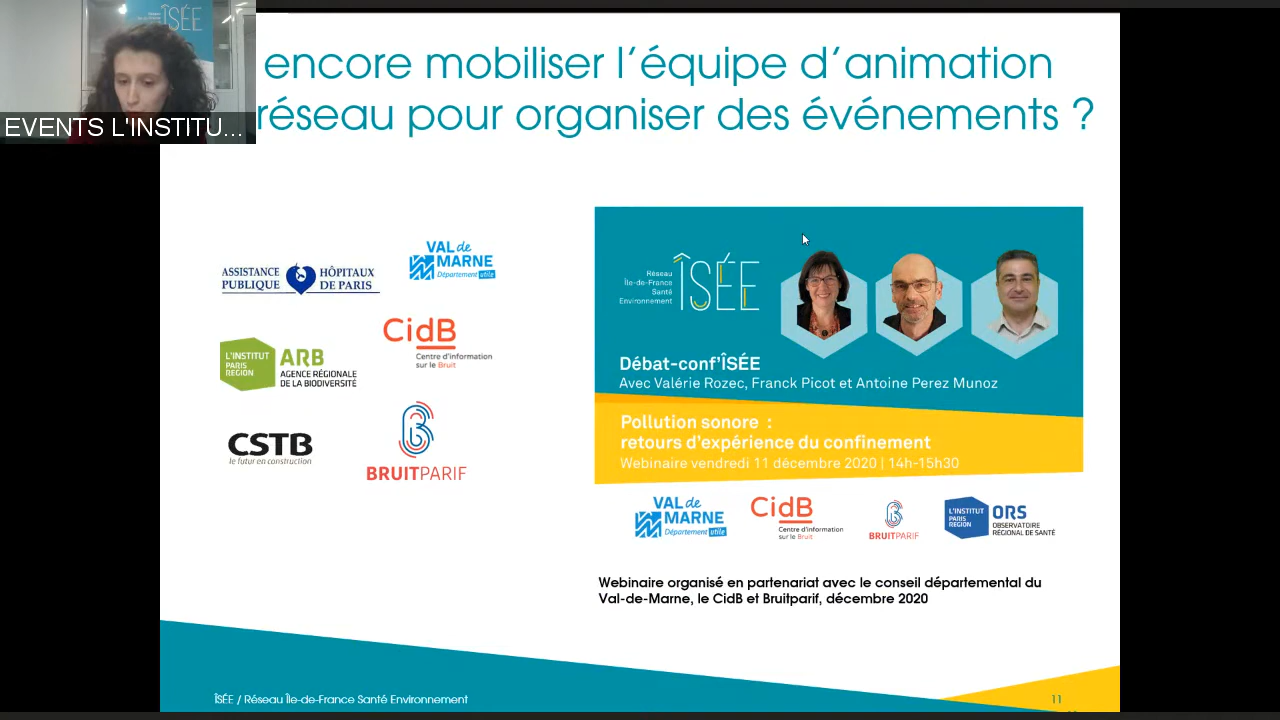 ÎSÉE
EVENTS L'INSTITU...
encore mobiliser l'équipe d'animation
réseau pour organiser des événements ?
ASSISTANCE PUBLIQUE
HÔPITAUX DE PARIS
VAL de
MARNE
Département utile
CidB
Centre d'information
sur le Bruit
L'INSTITUT
PARIS
REGION
ARB
AGENCE RÉGIONALE
DE LA BIODIVERSITÉ
CSTB
le futur en construction
BRUITPARIF
Réseau
Île-de-France
Santé
Environnement
ÎSÉE
Débat-conf'ÎSÉE
Avec Valérie Rozec, Franck Picot et Antoine Perez Munoz
Pollution sonore :
retours d'expérience du confinement
Webinaire vendredi 11 décembre 2020 | 14h-15h30
VAL de
MARNE
Département utile
CidB
Centre d'information
sur le Bruit
BRUITPARIF
L'INSTITUT
PARIS
REGION
ORS
OBSERVATOIRE
RÉGIONAL DE SANTÉ
Webinaire organisé en partenariat avec le conseil départemental du
Val-de-Marne, le CidB et Bruitparif, décembre 2020
ÎSÉE / Réseau Île-de-France Santé Environnement
11